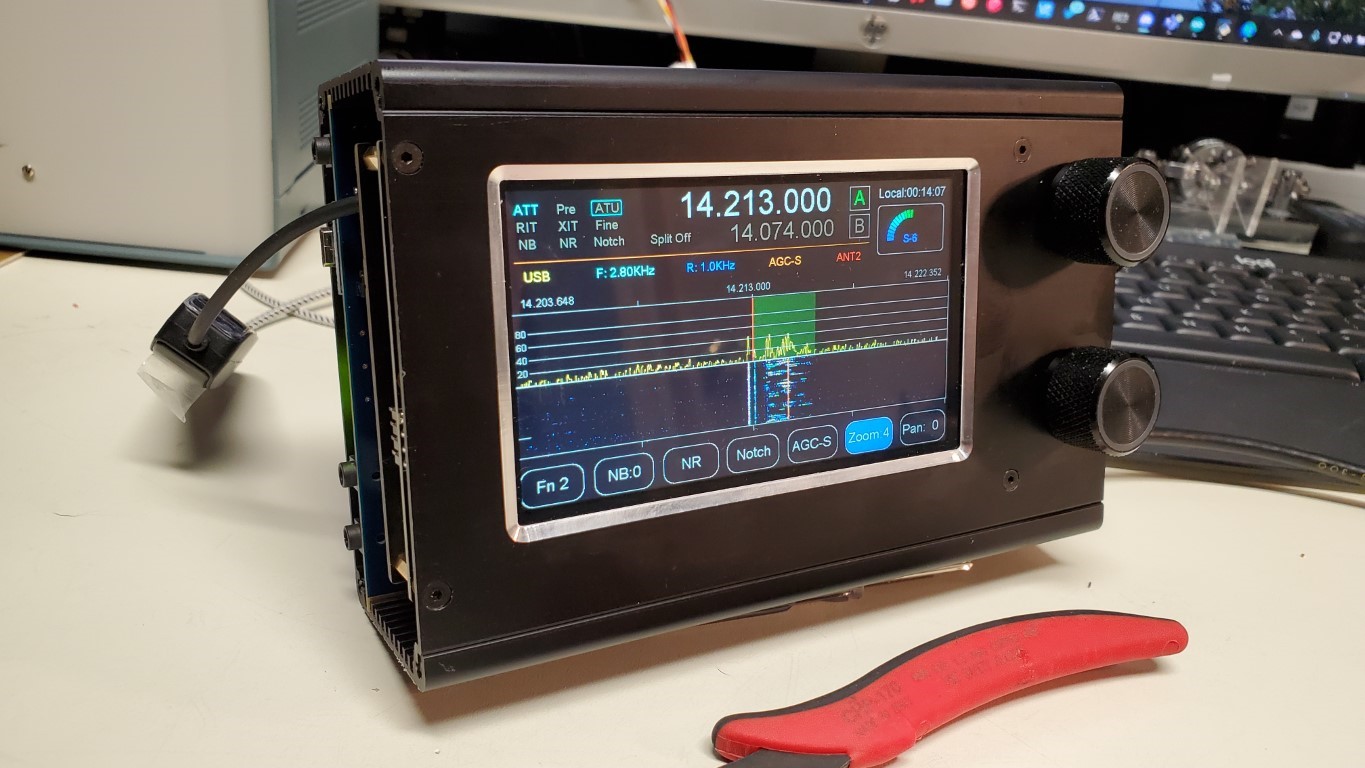 hp
ATT Pre ATU 14.213.000 A Local:00:14:07
RIT XIT Fine
NB NR Notch Split Off 14.074.000 B S-6
USB F: 2.80KHz R: 1.0KHz AGC-S ANT2
14.203.648 14.213.000 14.222.352
80
60
40
20
Fn 2 NB:0 NR Notch AGC-S Zoom 4 Pan: 0